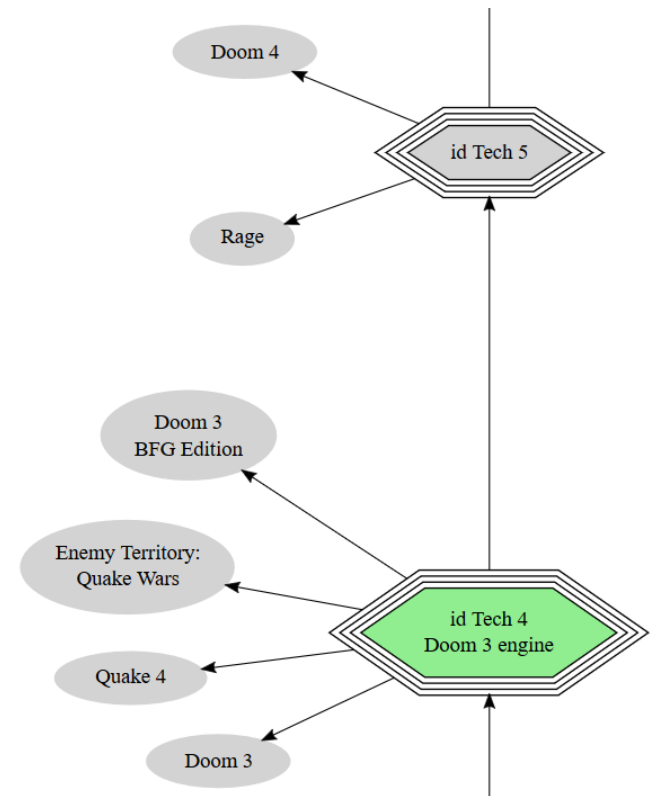 Doom 4
id Tech 5
Rage
Doom 3
BFG Edition
Enemy Territory:
Quake Wars
id Tech 4
Doom 3 engine
Quake 4
Doom 3